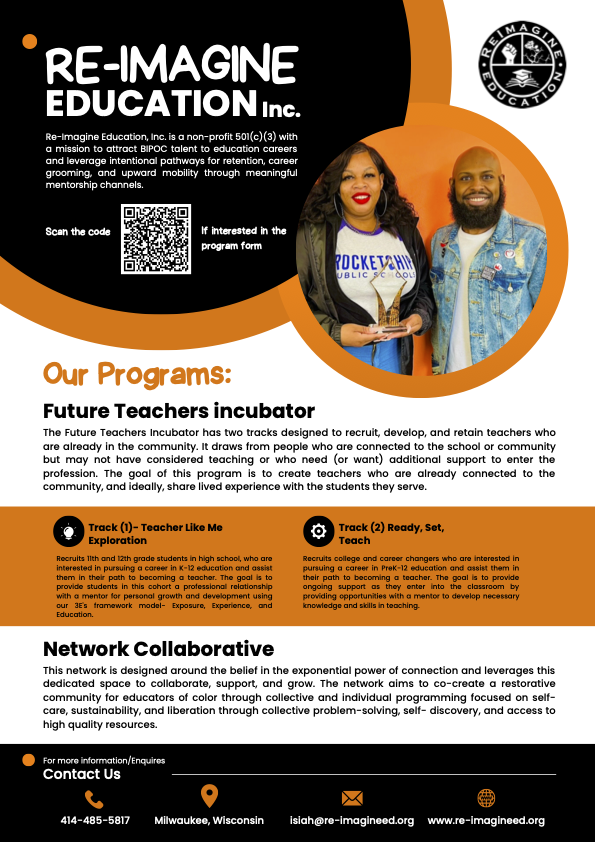 RE-IMAGINE
EDUCATION Inc.
REIMAGINE
EDUCATION
Re-Imagine Education, Inc. is a non-profit 501(c)(3) with
a mission to attract BIPOC talent to education careers
and leverage intentional pathways for retention, career
grooming, and upward mobility through meaningful
mentorship channels.
Scan the code
If interested in the
program form
ROCKETSHIP
PUBLIC SCHOOLS
Our Programs:
Future Teachers incubator
The Future Teachers Incubator has two tracks designed to recruit, develop, and retain teachers who
are already in the community. It draws from people who are connected to the school or community
but may not have considered teaching or who need (or want) additional support to enter the
profession. The goal of this program is to create teachers who are already connected to the
community, and ideally, share lived experience with the students they serve.
Track (1)- Teacher Like Me
Exploration
Recruits 11th and 12th grade students in high school, who are
interested in pursuing a career in K-12 education and assist
them in their path to becoming a teacher. The goal is to
provide students in this cohort a professional relationship
with a mentor for personal growth and development using
our 3E's framework model- Exposure, Experience, and
Education.
Track (2) Ready, Set,
Teach
Recruits college and career changers who are interested in
pursuing a career in PreK-12 education and assist them in
their path to becoming a teacher. The goal is to provide
ongoing support as they enter into the classroom by
providing opportunities with a mentor to develop necessary
knowledge and skills in teaching.
Network Collaborative
This network is designed around the belief in the exponential power of connection and leverages this
dedicated space to collaborate, support, and grow. The network aims to co-create a restorative
community for educators of color through collective and individual programming focused on self-
care, sustainability, and liberation through collective problem-solving, self- discovery, and access to
high quality resources.
For more information/Enquires
Contact Us
414-485-5817
Milwaukee, Wisconsin
isiah@re-imagineed.org
www.re-imagineed.org